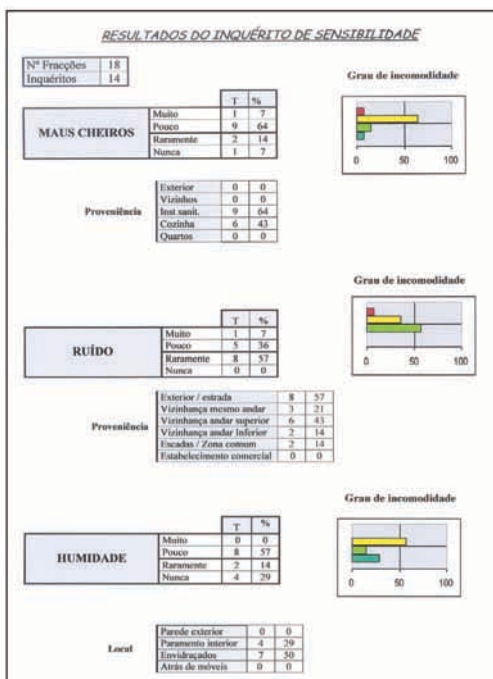 RESULTADOS DO INQUÉRITO DE SENSIBILIDADE
Nº Fracções 18
Inquéritos 14
Grau de incomodidade
T %
MAUS CHEIROS
Muito 1 7
Pouco 9 64
Raramente 2 14
Nunca 1 7
0 50 100
Proveniência
Exterior 0 0
Vizinhos 0 0
Inst sanit. 9 64
Cozinha 6 43
Quartos 0 0
Grau de incomodidade
T %
RUÍDO
Muito 1 7
Pouco 5 36
Raramente 8 57
Nunca 0 0
0 50 100
Proveniência
Exterior / estrada 8 57
Vizinhança mesmo andar 3 21
Vizinhança andar superior 6 43
Vizinhança andar Inferior 2 14
Escadas / Zona comum 2 14
Estabelecimento comercial 0 0
Grau de incomodidade
T %
HUMIDADE
Muito 0 0
Pouco 8 57
Raramente 2 14
Nunca 4 29
0 50 100
Local
Parede exterior 0 0
Paramento interior 4 29
Envidraçados 7 50
Atrás de móveis 0 0